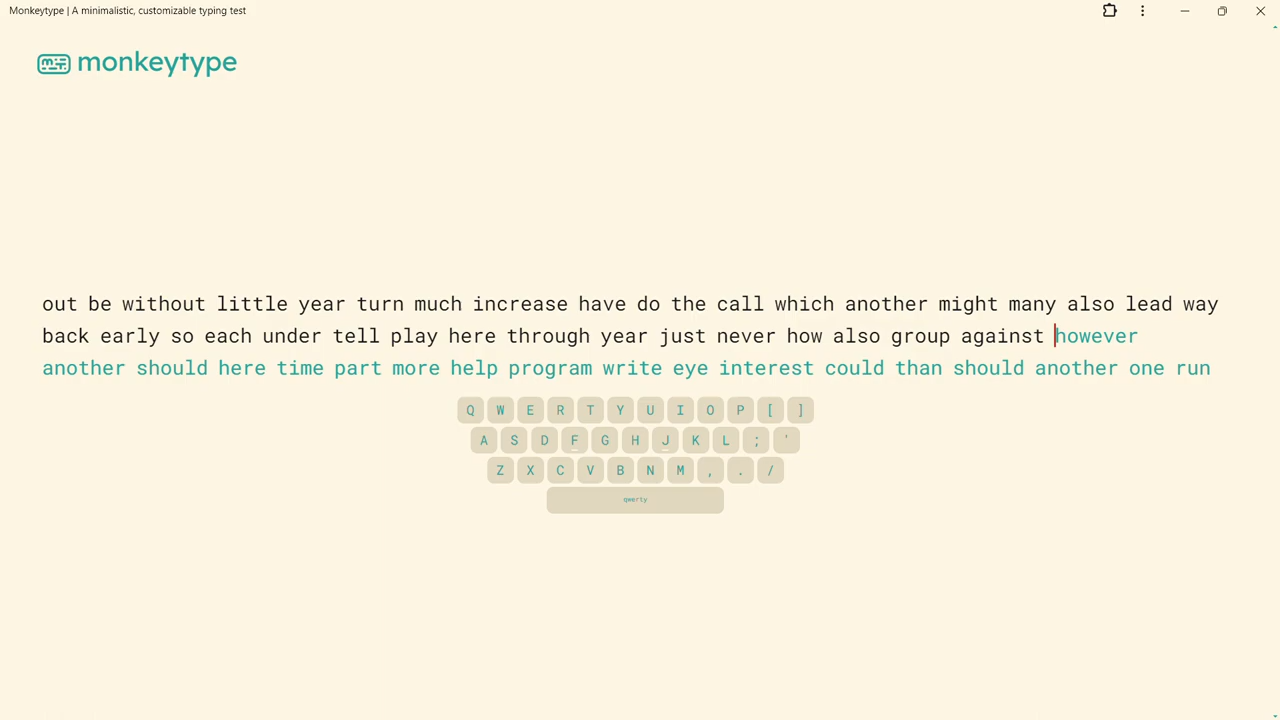 Monkeytype | A minimalistic, customizable typing test
monkeytype
out be without little year turn much increase have do the call which another might many also lead way
back early so each under tell play here through year just never how also group against however
another should here time part more help program write eye interest could than should another one run
Q W E R T Y U I O P [ ]
A S D F G H J K L ; '
Z X C V B N M , . /
qwerty